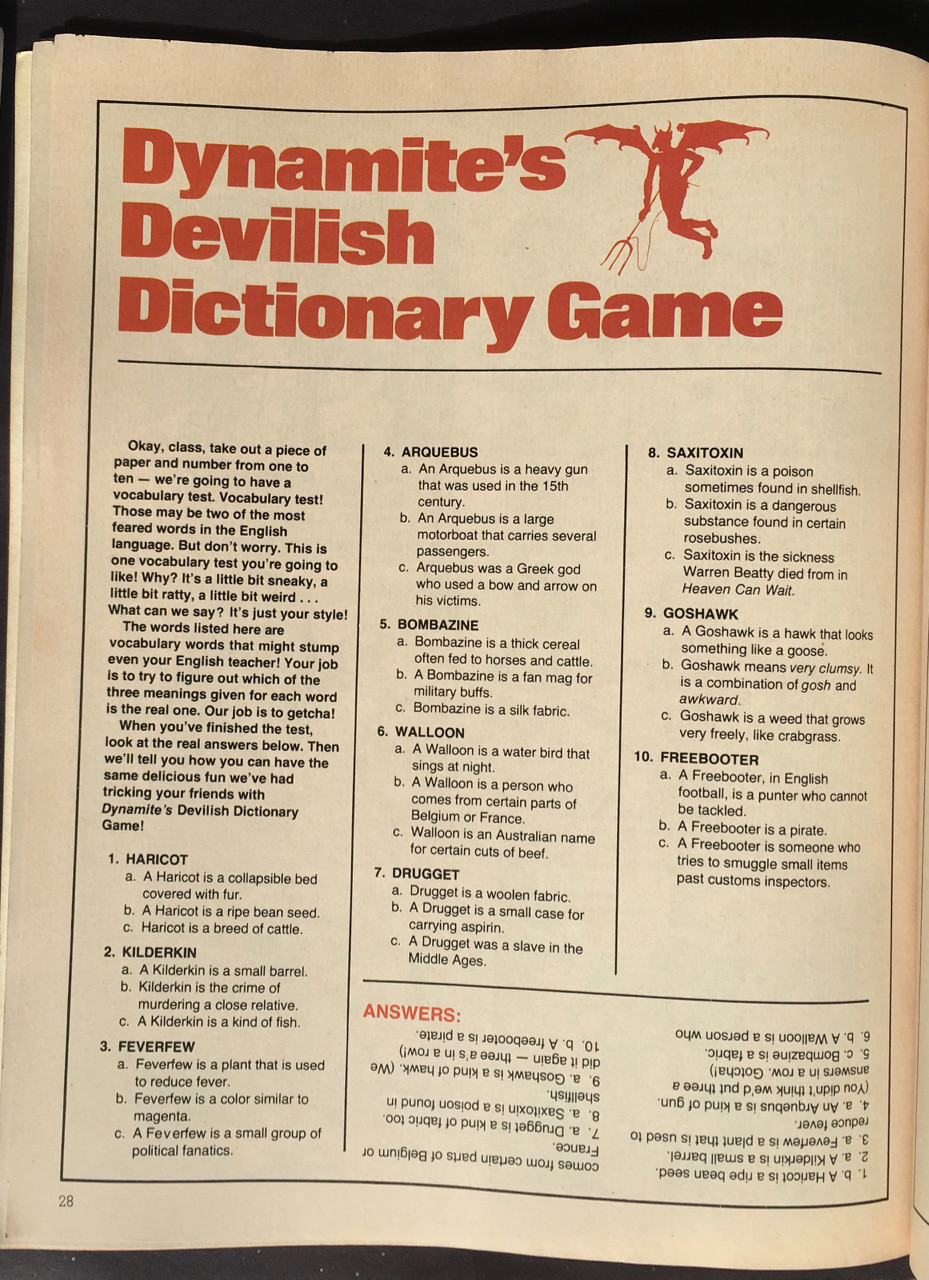 Dynamite's
Devilish
Dictionary Game
Okay, class, take out a piece of
paper and number from one to
ten — we're going to have a
vocabulary test. Vocabulary test!
Those may be two of the most
feared words in the English
language. But don't worry. This is
one vocabulary test you're going to
like! Why? It's a little bit sneaky, a
little bit ratty, a little bit weird . . .
What can we say? It's just your style!
The words listed here are
vocabulary words that might stump
even your English teacher! Your job
is to try to figure out which of the
three meanings given for each word
is the real one. Our job is to getcha!
When you've finished the test,
look at the real answers below. Then
we'll tell you how you can have the
same delicious fun we've had
tricking your friends with
Dynamite's Devilish Dictionary
Game!
1. HARICOT
a. A Haricot is a collapsible bed
covered with fur.
b. A Haricot is a ripe bean seed.
c. Haricot is a breed of cattle.
2. KILDERKIN
a. A Kilderkin is a small barrel.
b. Kilderkin is the crime of
murdering a close relative.
c. A Kilderkin is a kind of fish.
3. FEVERFEW
a. Feverfew is a plant that is used
to reduce fever.
b. Feverfew is a color similar to
magenta.
c. A Feverfew is a small group of
political fanatics.
4. ARQUEBUS
a. An Arquebus is a heavy gun
that was used in the 15th
century.
b. An Arquebus is a large
motorboat that carries several
passengers.
c. Arquebus was a Greek god
who used a bow and arrow on
his victims.
5. BOMBAZINE
a. Bombazine is a thick cereal
often fed to horses and cattle.
b. A Bombazine is a fan mag for
military buffs.
c. Bombazine is a silk fabric.
6. WALLOON
a. A Walloon is a water bird that
sings at night.
b. A Walloon is a person who
comes from certain parts of
Belgium or France.
c. Walloon is an Australian name
for certain cuts of beef.
7. DRUGGET
a. Drugget is a woolen fabric.
b. A Drugget is a small case for
carrying aspirin.
c. A Drugget was a slave in the
Middle Ages.
8. SAXITOXIN
a. Saxitoxin is a poison
sometimes found in shellfish.
b. Saxitoxin is a dangerous
substance found in certain
rosebushes.
c. Saxitoxin is the sickness
Warren Beatty died from in
Heaven Can Wait.
9. GOSHAWK
a. A Goshawk is a hawk that looks
something like a goose.
b. Goshawk means very clumsy. It
is a combination of gosh and
awkward.
c. Goshawk is a weed that grows
very freely, like crabgrass.
10. FREEBOOTER
a. A Freebooter, in English
football, is a punter who cannot
be tackled.
b. A Freebooter is a pirate.
c. A Freebooter is someone who
tries to smuggle small items
past customs inspectors.
ANSWERS:
1. b. A Haricot is a ripe bean seed.
2. a. A Kilderkin is a small barrel.
3. a. Feverfew is a plant that is used to
reduce fever.
4. a. An Arquebus is a kind of gun.
(You didn't think we'd put three a
answers in a row. Gotcha!)
5. c. Bombazine is a fabric.
6. b. A Walloon is a person who
comes from certain parts of Belgium or
France.
7. a. Drugget is a kind of fabric too.
8. a. Saxitoxin is a poison found in
shellfish.
9. a. Goshawk is a kind of hawk. (We
did it again — three a's in a row!)
10. b. A freebooter is a pirate.
28